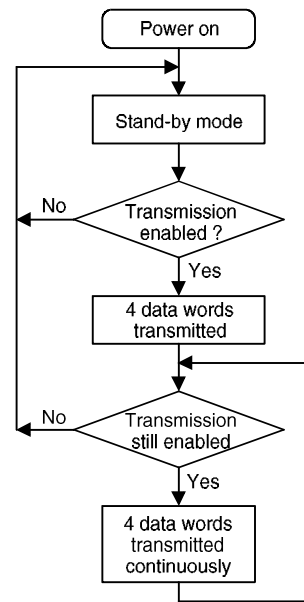 Power on
Stand-by mode
No
Transmission
enabled ?
Yes
4 data words
transmitted
No
Transmission
still enabled
Yes
4 data words
transmitted
continuously